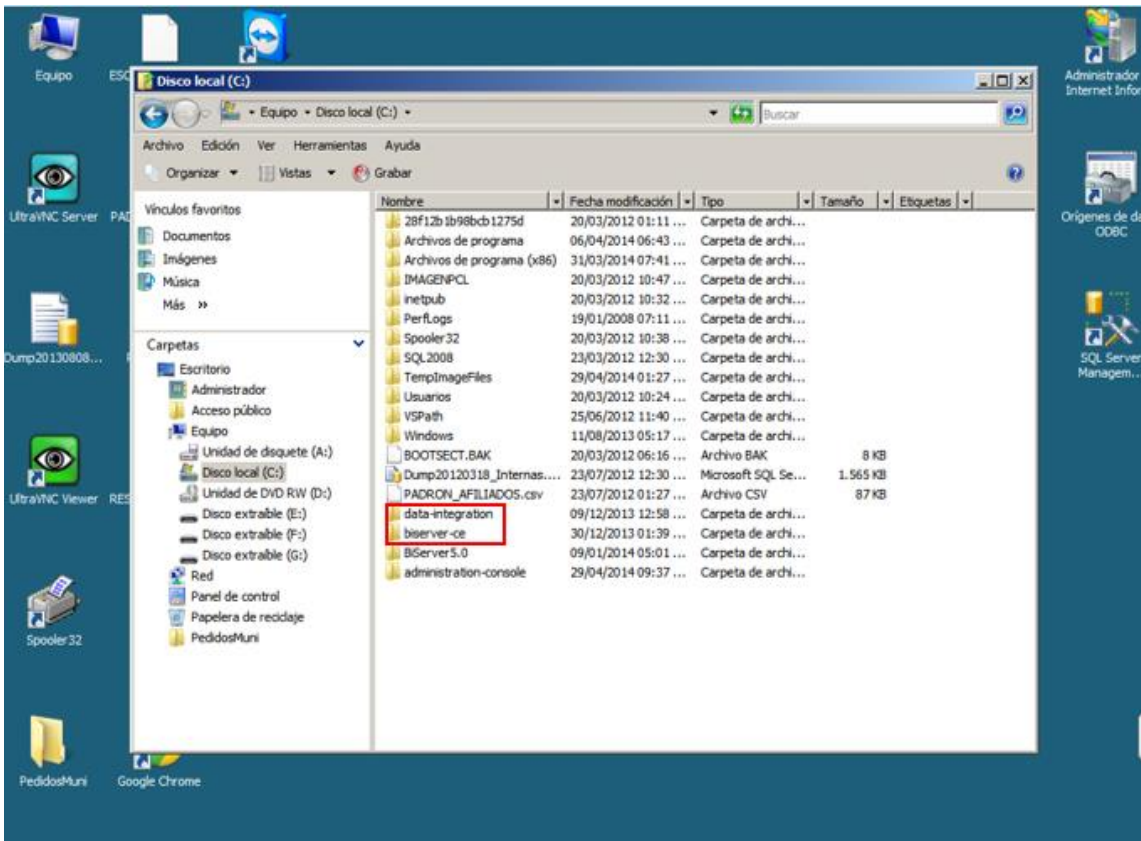 Equipo
ESC
Administrador
Internet Infor
Disco local (C:)
Equipo Disco local (C:)
Buscar
Archivo Edición Ver Herramientas Ayuda
Organizar Vistas Grabar
UltraVNC Server
PAD
Orígenes de da
ODBC
Vínculos favoritos
Documentos
Imágenes
Música
Más »
Carpetas
Escritorio
Administrador
Acceso público
Equipo
Unidad de disquete (A:)
Disco local (C:)
Unidad de DVD RW (D:)
Disco extraíble (E:)
Disco extraíble (F:)
Disco extraíble (G:)
Red
Panel de control
Papelera de reciclaje
PedidosMuni
Nombre Fecha modificación Tipo Tamaño Etiquetas
28f12b1b98bcb1275d 20/03/2012 01:11 ... Carpeta de archi...
Archivos de programa 06/04/2014 06:43 ... Carpeta de archi...
Archivos de programa (x86) 31/03/2014 07:41 ... Carpeta de archi...
IMAGENPCL 20/03/2012 10:47 ... Carpeta de archi...
inetpub 20/03/2012 10:32 ... Carpeta de archi...
PerfLogs 19/01/2008 07:11 ... Carpeta de archi...
Spooler32 20/03/2012 10:38 ... Carpeta de archi...
SQL2008 23/03/2012 12:30 ... Carpeta de archi...
TempImageFiles 29/04/2014 01:27 ... Carpeta de archi...
Usuarios 20/03/2012 10:24 ... Carpeta de archi...
VSPath 25/06/2012 11:40 ... Carpeta de archi...
Windows 11/08/2013 05:17 ... Carpeta de archi...
BOOTSECT.BAK 20/03/2012 06:16 ... Archivo BAK 8 KB
Dump20120318_Internas.... 23/07/2012 12:30 ... Microsoft SQL Se... 1.565 KB
PADRON_AFILIADOS.csv 23/07/2012 01:27 ... Archivo CSV 87 KB
data-integration 09/12/2013 12:58 ... Carpeta de archi...
biserver-ce 30/12/2013 01:39 ... Carpeta de archi...
BiServer5.0 09/01/2014 05:01 ... Carpeta de archi...
administration-console 29/04/2014 09:37 ... Carpeta de archi...
Dump20130808...
SQL Server
Managem...
UltraVNC Viewer
RES
Spooler32
PedidosMuni
Google Chrome